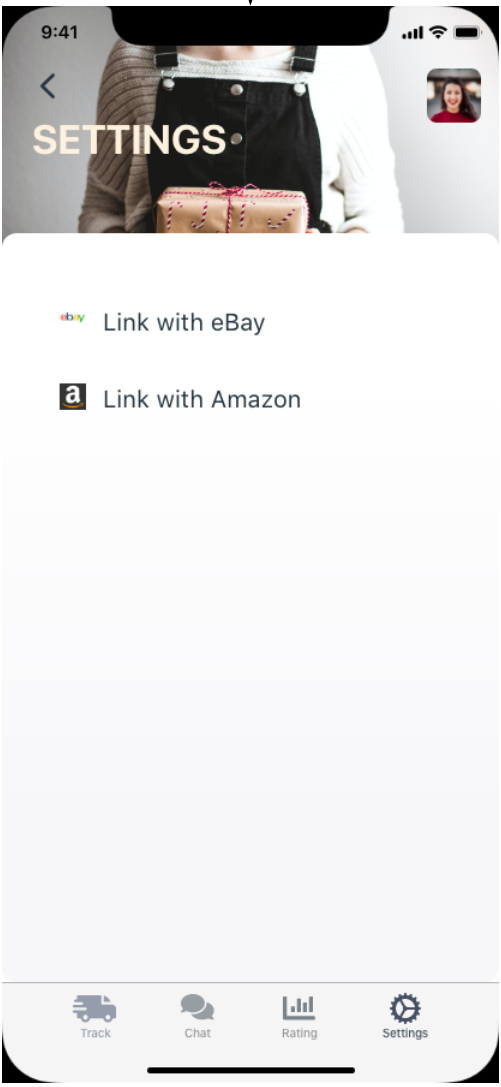 9:41
SETTINGS
ebay
Link with eBay
a
Link with Amazon
Track
Chat
Rating
Settings